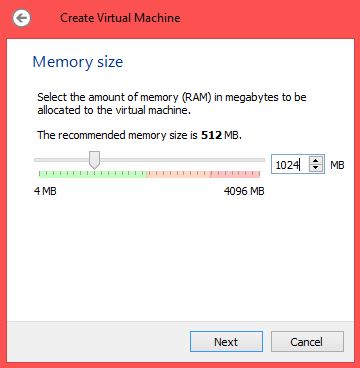 Create Virtual Machine
Memory size
Select the amount of memory (RAM) in megabytes to be
allocated to the virtual machine.
The recommended memory size is 512 MB.
1024 MB
4 MB 4096 MB
Next Cancel